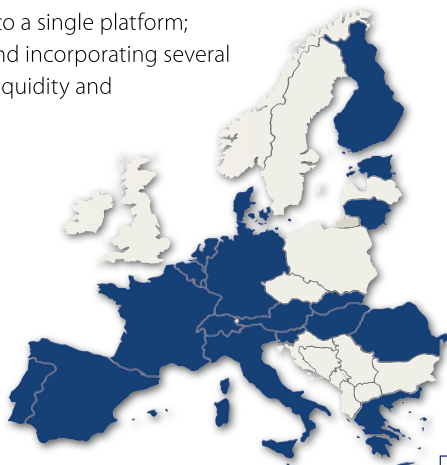 to a single platform;
nd incorporating several
quidity and